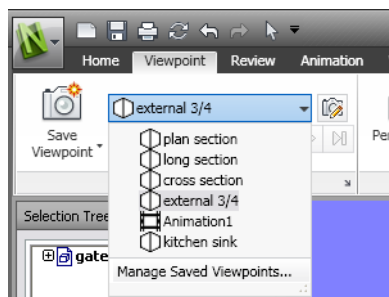 Home Viewpoint Review Animation
external 3/4
Save
Viewpoint
plan section
long section
cross section
external 3/4
Animation1
kitchen sink
Manage Saved Viewpoints...
Selection Tree
gate